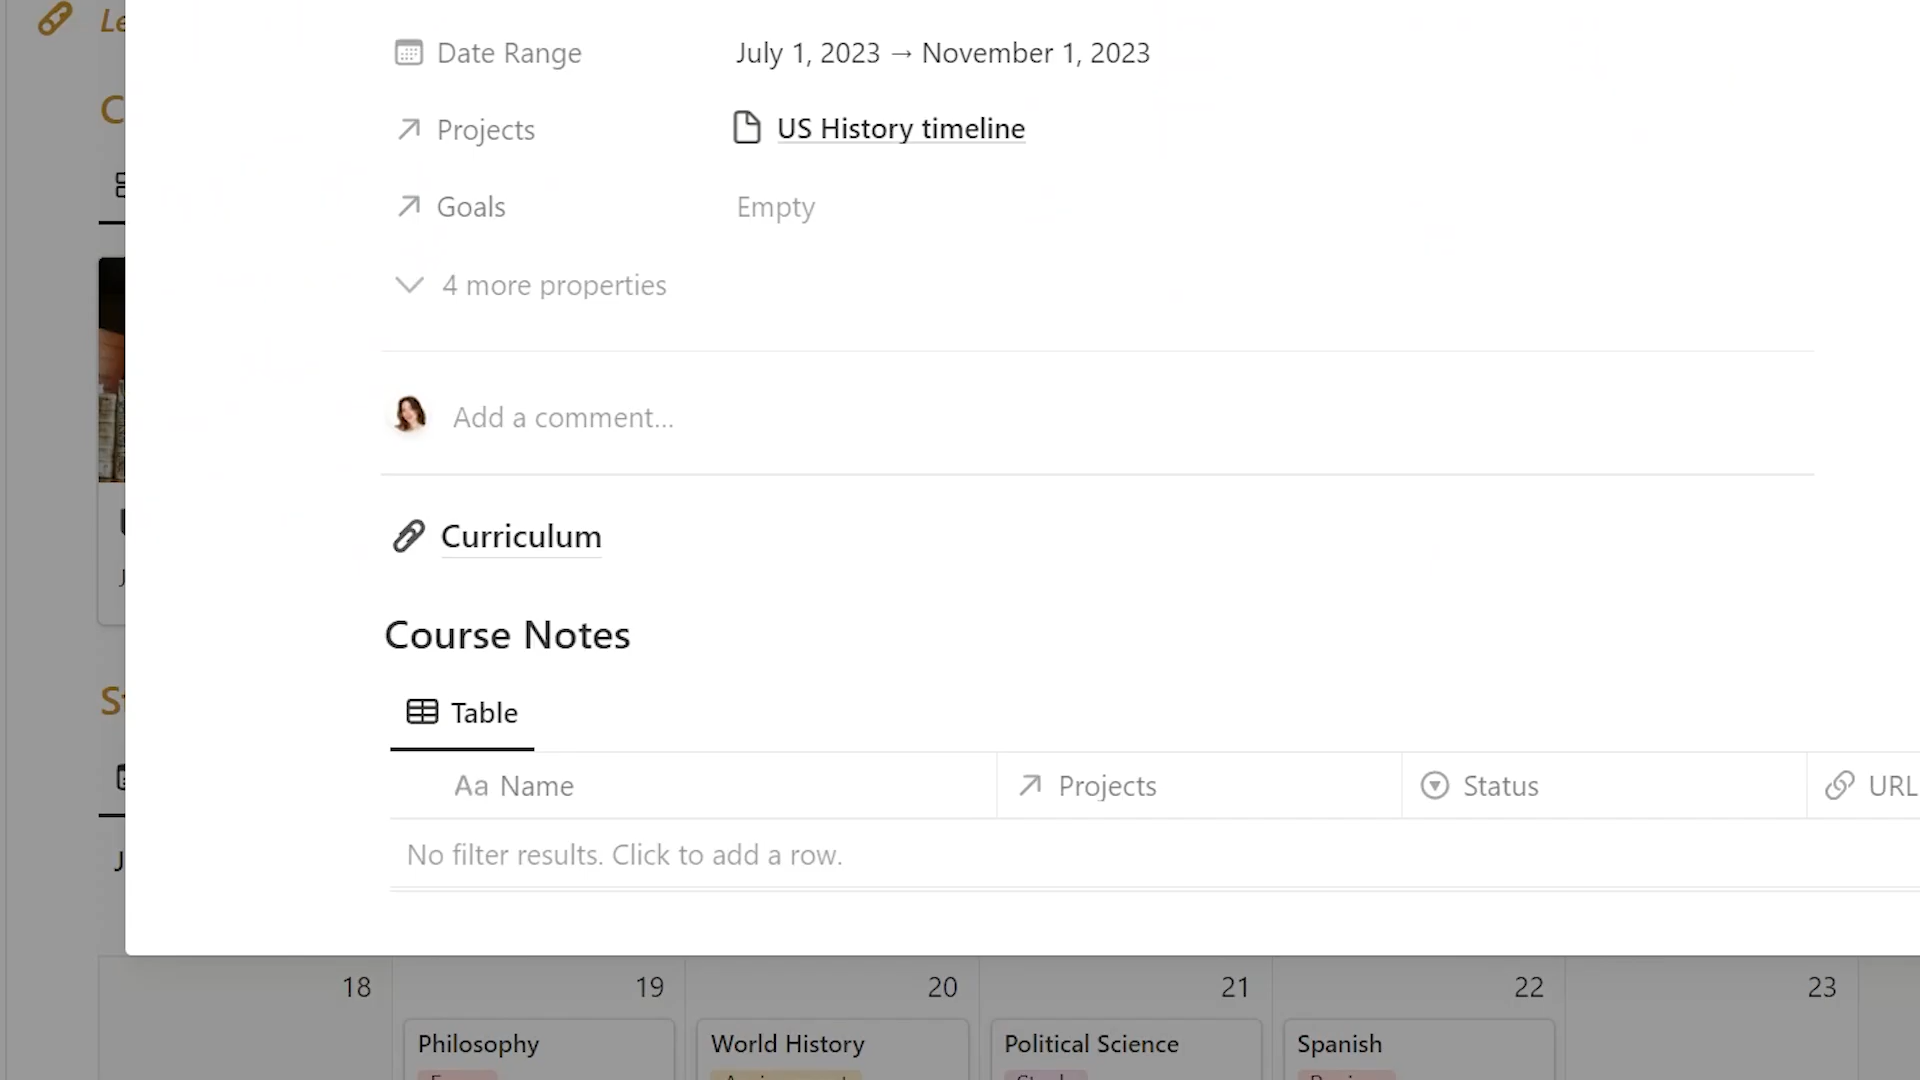 Date Range July 1, 2023 → November 1, 2023
Projects US History timeline
Goals Empty
4 more properties
Add a comment...
Curriculum
Course Notes
Table
Aa Name Projects Status URL
No filter results. Click to add a row.
18 19 20 21 22 23
Philosophy World History Political Science Spanish